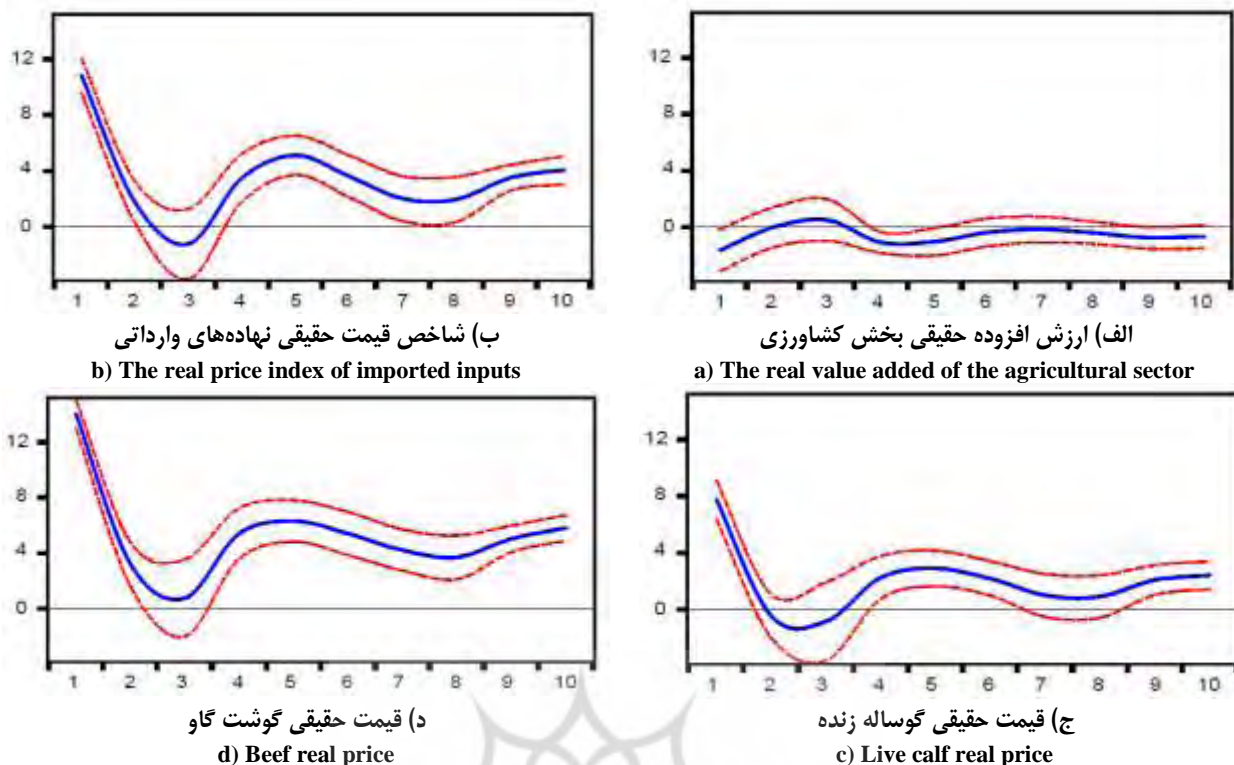 12
8
4
0
1 2 3 4 5 6 7 8 9 10
الف) ارزش افزوده حقیقی بخش کشاورزی
a) The real value added of the agricultural sector
12
8
4
0
1 2 3 4 5 6 7 8 9 10
ب) شاخص قیمت حقیقی نهاده‌های وارداتی
b) The real price index of imported inputs
12
8
4
0
1 2 3 4 5 6 7 8 9 10
ج) قیمت حقیقی گوساله زنده
c) Live calf real price
12
8
4
0
1 2 3 4 5 6 7 8 9 10
د) قیمت حقیقی گوشت گاو
d) Beef real price